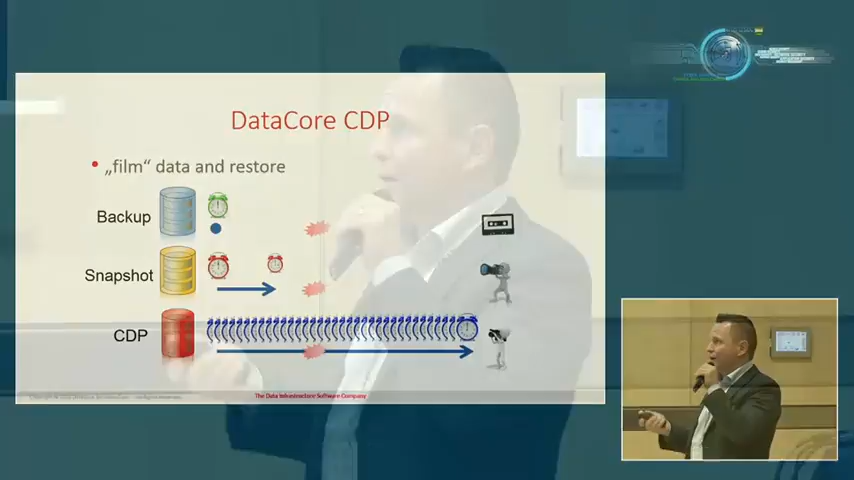 DataCore CDP
• „film“ data and restore
Backup
Snapshot
CDP
The Data Infrastructure Software Company